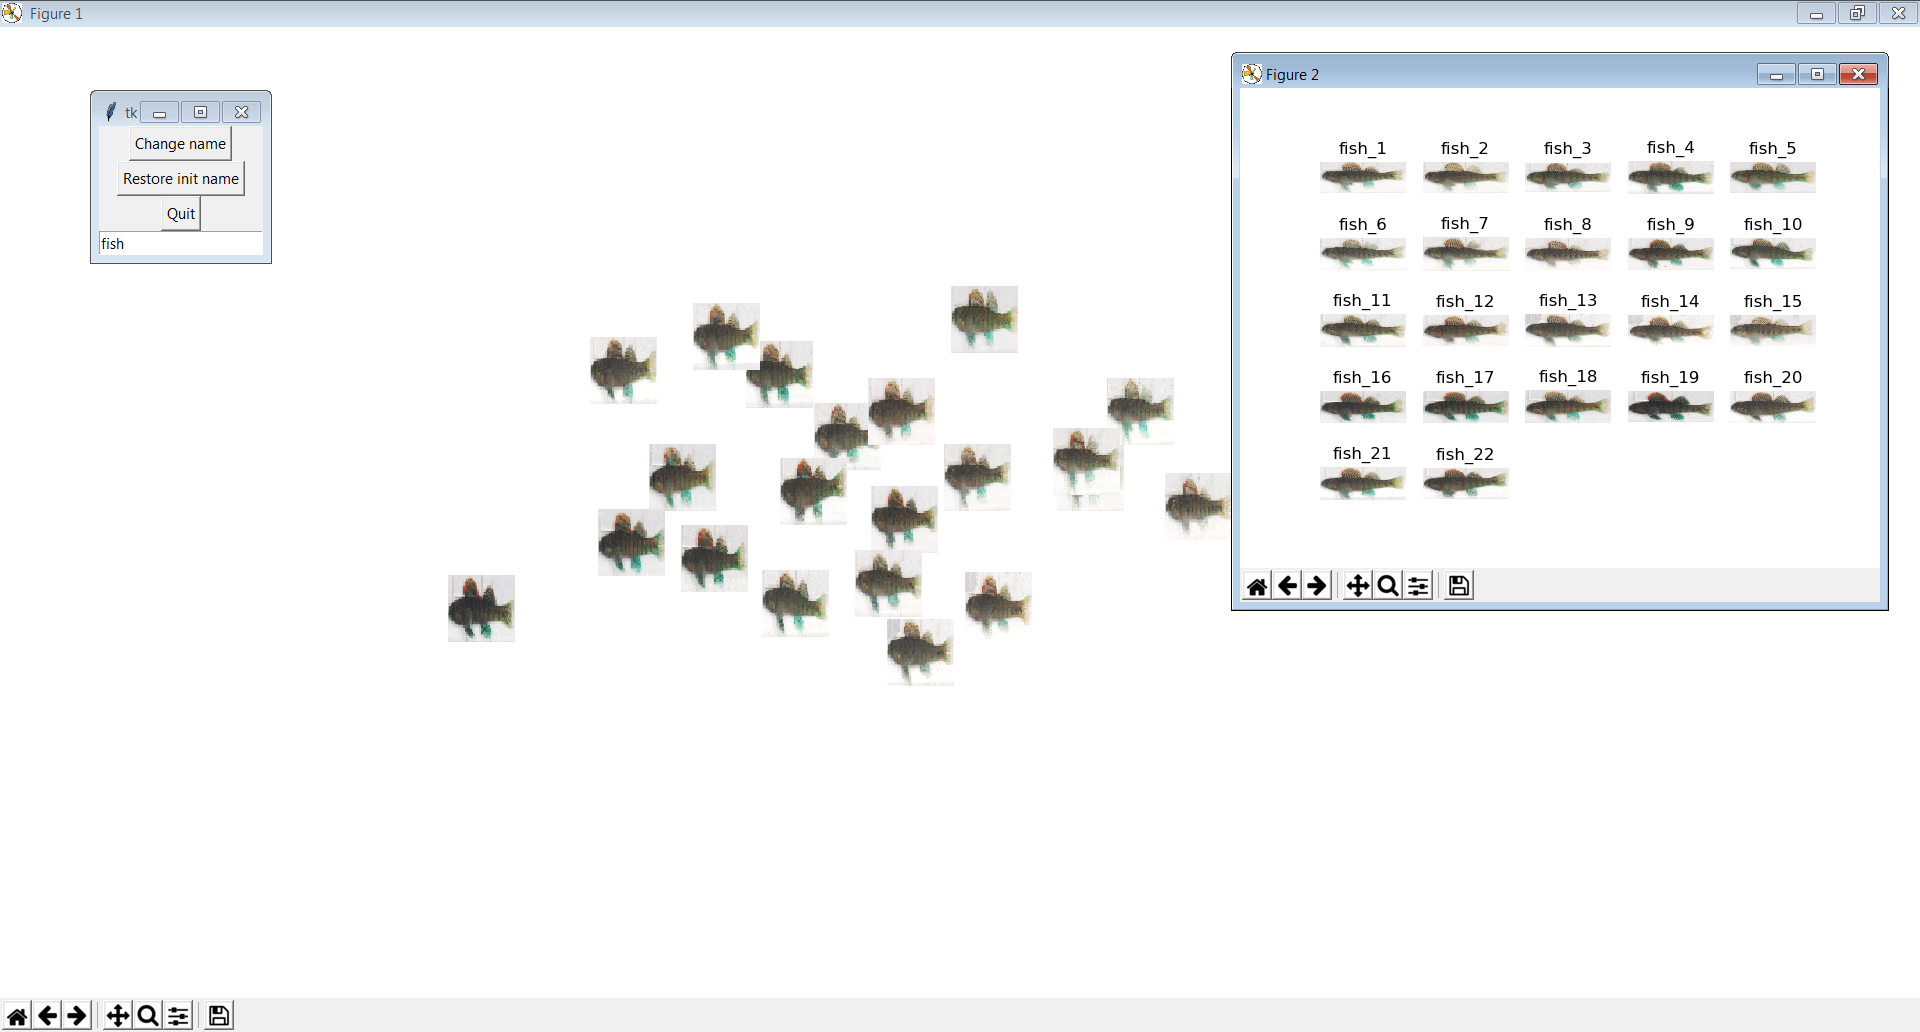 Figure 1
tk
Change name
Restore init name
Quit
fish
Figure 2
fish_1 fish_2 fish_3 fish_4 fish_5
fish_6 fish_7 fish_8 fish_9 fish_10
fish_11 fish_12 fish_13 fish_14 fish_15
fish_16 fish_17 fish_18 fish_19 fish_20
fish_21 fish_22